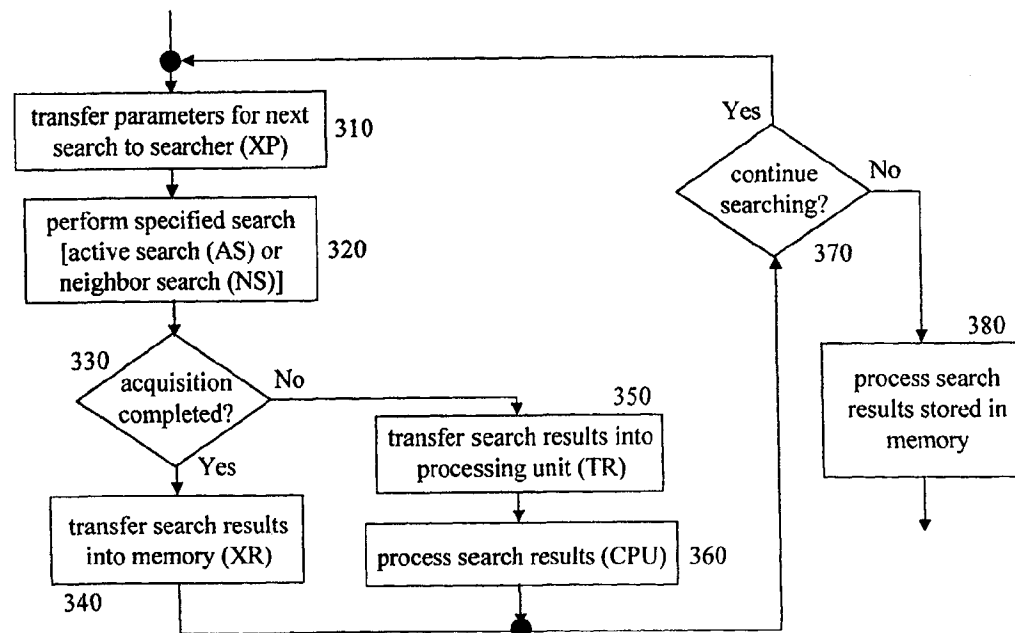 transfer parameters for next
search to searcher (XP)
310
perform specified search
[active search (AS) or
neighbor search (NS)]
320
330
acquisition
completed?
No
Yes
transfer search results
into memory (XR)
340
350
transfer search results into
processing unit (TR)
process search results (CPU)
360
Yes
continue
searching?
No
370
380
process search
results stored in
memory